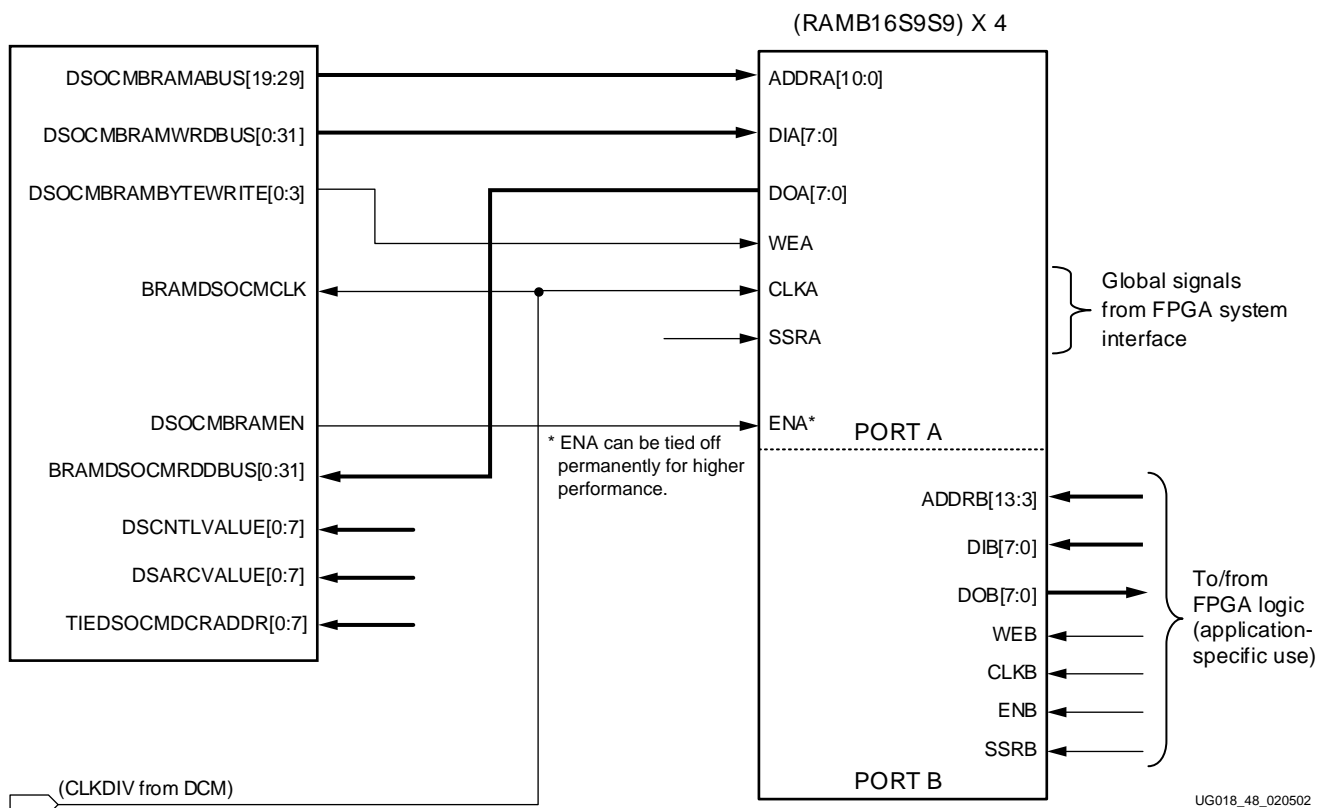 (RAMB16S9S9) X 4
DSOCMBRAMABUS[19:29]
DSOCMBRAMWRDBUS[0:31]
DSOCMBRAMBYTEWRITE[0:3]
BRAMDSOCMCLK
DSOCMBRAMEN
BRAMDSOCMRDDBUS[0:31]
DSCNTLVALUE[0:7]
DSARCVALUE[0:7]
TIEDSOCMDCRADDR[0:7]
(CLKDIV from DCM)
* ENA can be tied off
permanently for higher
performance.
ADDRA[10:0]
DIA[7:0]
DOA[7:0]
WEA
CLKA
SSRA
ENA*
PORT A
ADDRB[13:3]
DIB[7:0]
DOB[7:0]
WEB
CLKB
ENB
SSRB
PORT B
Global signals
from FPGA system
interface
To/from
FPGA logic
(application-
specific use)
UG018_48_020502